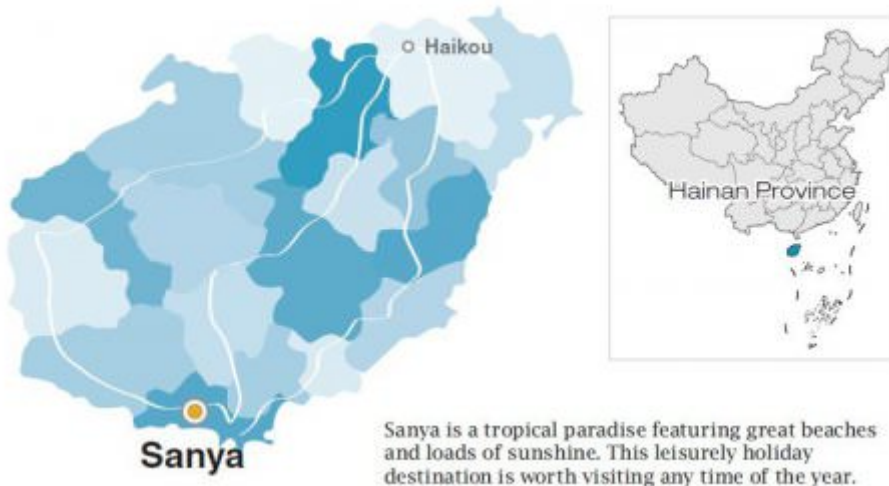 Haikou
Hainan Province
Sanya
Sanya is a tropical paradise featuring great beaches
and loads of sunshine. This leisurely holiday
destination is worth visiting any time of the year.